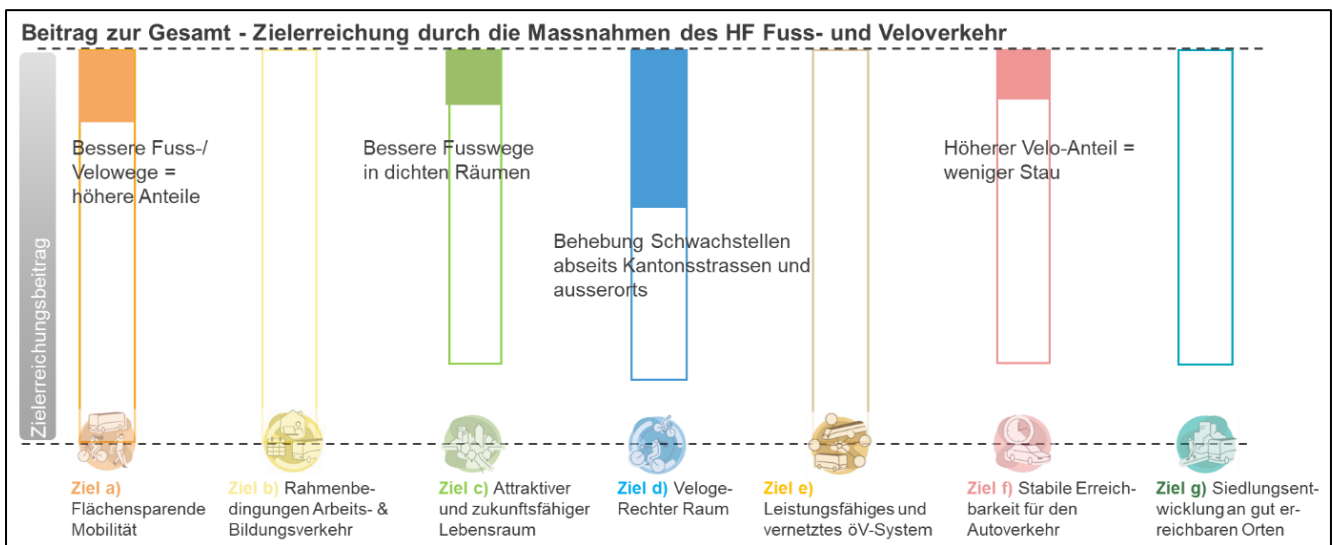 Beitrag zur Gesamt - Zielerreichung durch die Massnahmen des HF Fuss- und Veloverkehr
Zielerreichungsbeitrag
Bessere Fuss-/
Velowege =
höhere Anteile
Bessere Fusswege
in dichten Räumen
Behebung Schwachstellen
abseits Kantonsstrassen und
ausserorts
Höherer Velo-Anteil =
weniger Stau
Ziel a)
Flächensparende
Mobilität
Ziel b) Rahmenbe-
dingungen Arbeits- &
Bildungsverkehr
Ziel c) Attraktiver
und zukunftsfähiger
Lebensraum
Ziel d) Veloge-
Rechter Raum
Ziel e)
Leistungsfähiges und
vernetztes öV-System
Ziel f) Stabile Erreich-
barkeit für den
Autoverkehr
Ziel g) Siedlungsent-
wicklung an gut er-
reichbaren Orten